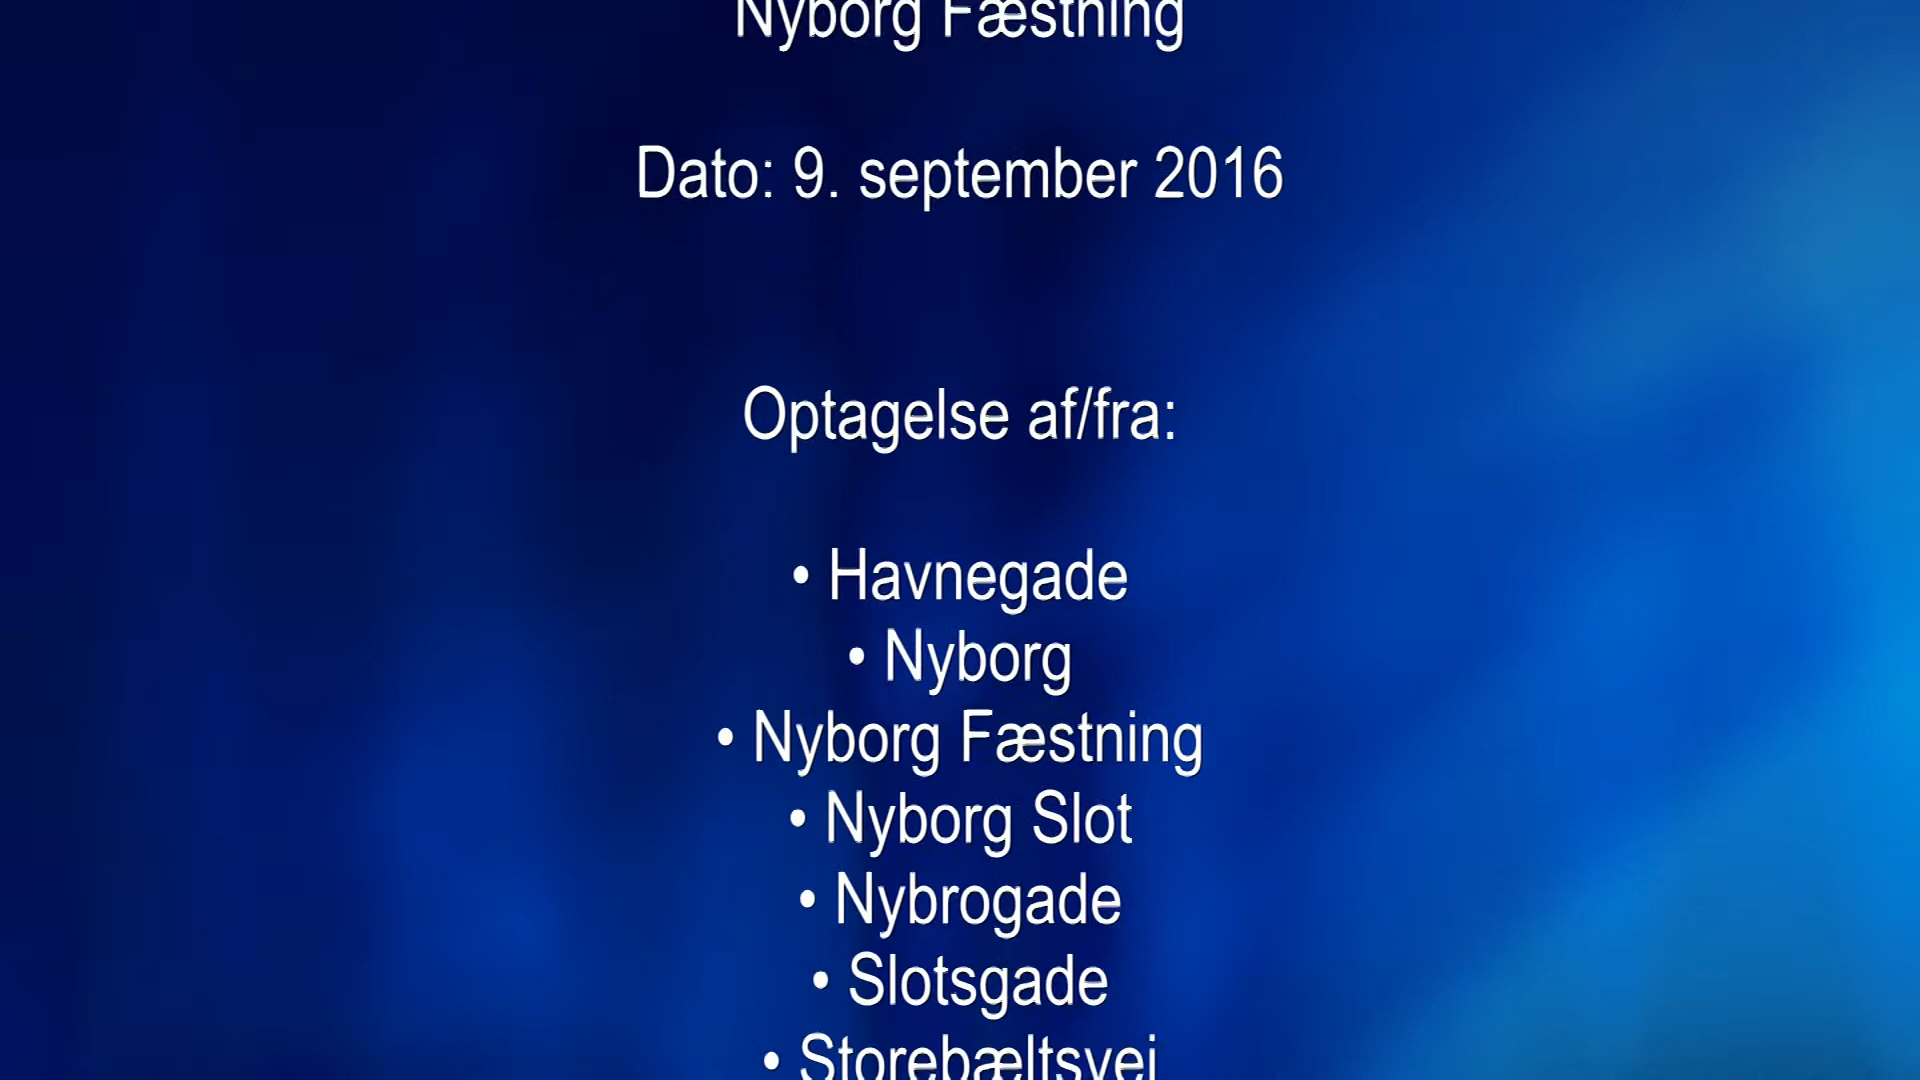 Nyborg Fæstning
Dato: 9. september 2016
Optagelse af/fra:
• Havnegade
• Nyborg
• Nyborg Fæstning
• Nyborg Slot
• Nybrogade
• Slotsgade
• Storebæltsvej